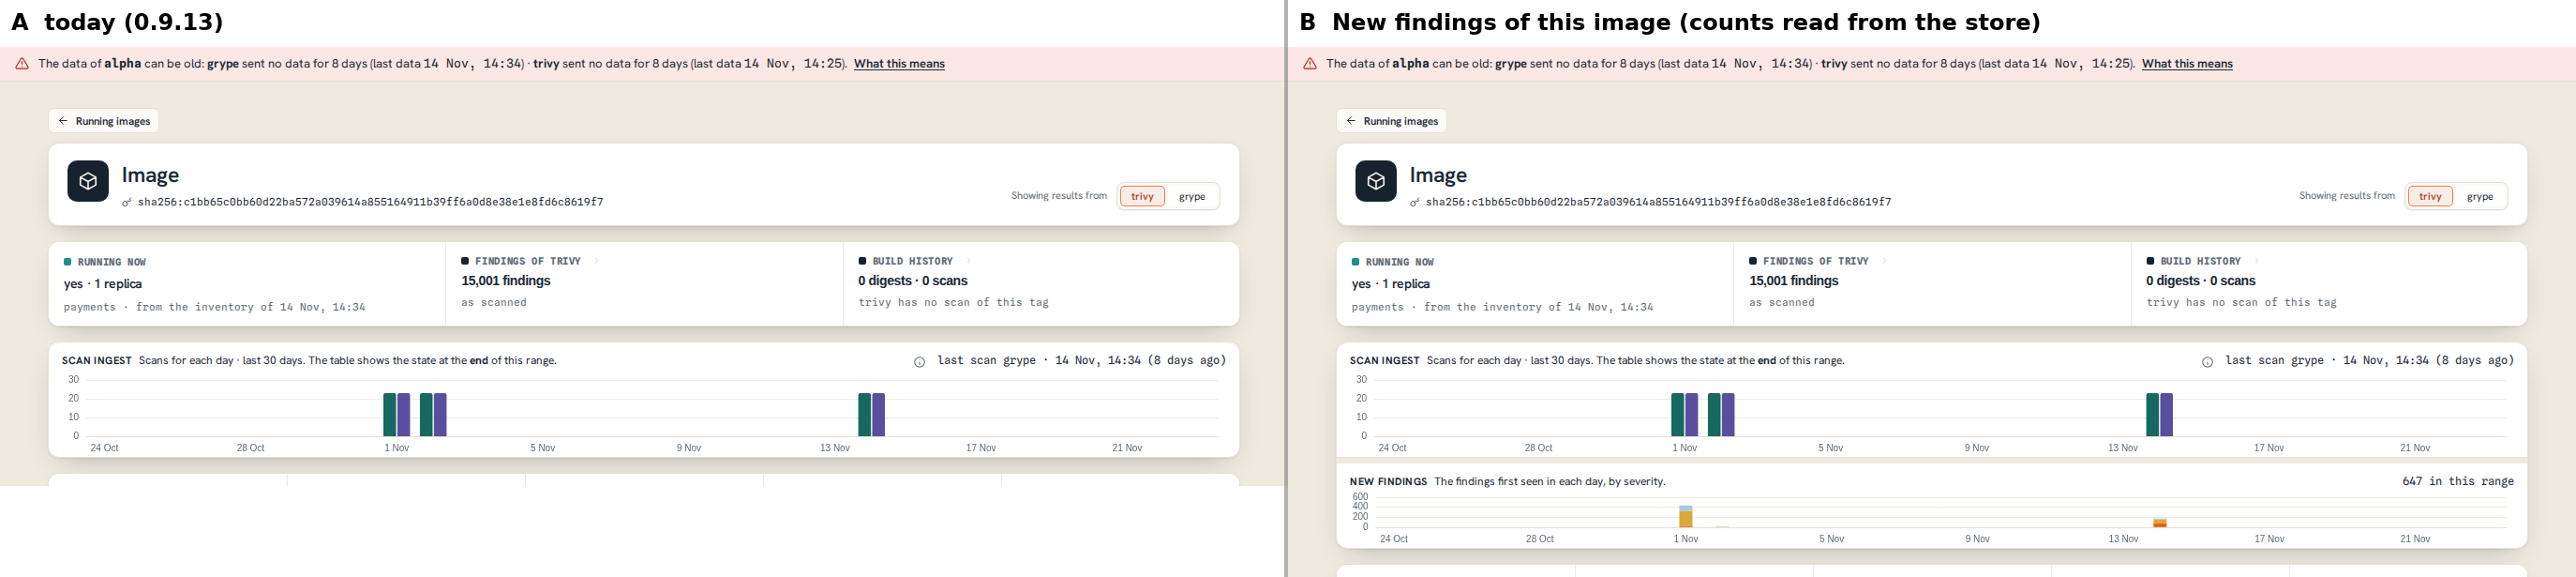 A today (0.9.13)
The data of alpha can be old: grype sent no data for 8 days (last data 14 Nov, 14:34) · trivy sent no data for 8 days (last data 14 Nov, 14:25). What this means
← Running images
Image
sha256:c1bb65c0bb60d22ba572a039614a855164911b39ff6a0d8e38e1e8fd6c8619f7
Showing results from trivy grype
RUNNING NOW
yes · 1 replica
payments · from the inventory of 14 Nov, 14:34
FINDINGS OF TRIVY >
15,001 findings
as scanned
BUILD HISTORY >
0 digests · 0 scans
trivy has no scan of this tag
SCAN INGEST Scans for each day · last 30 days. The table shows the state at the end of this range.
last scan grype · 14 Nov, 14:34 (8 days ago)
30
20
10
0
24 Oct 28 Oct 1 Nov 5 Nov 9 Nov 13 Nov 17 Nov 21 Nov
B New findings of this image (counts read from the store)
The data of alpha can be old: grype sent no data for 8 days (last data 14 Nov, 14:34) · trivy sent no data for 8 days (last data 14 Nov, 14:25). What this means
← Running images
Image
sha256:c1bb65c0bb60d22ba572a039614a855164911b39ff6a0d8e38e1e8fd6c8619f7
Showing results from trivy grype
RUNNING NOW
yes · 1 replica
payments · from the inventory of 14 Nov, 14:34
FINDINGS OF TRIVY >
15,001 findings
as scanned
BUILD HISTORY >
0 digests · 0 scans
trivy has no scan of this tag
SCAN INGEST Scans for each day · last 30 days. The table shows the state at the end of this range.
last scan grype · 14 Nov, 14:34 (8 days ago)
30
20
10
0
24 Oct 28 Oct 1 Nov 5 Nov 9 Nov 13 Nov 17 Nov 21 Nov
NEW FINDINGS The findings first seen in each day, by severity.
647 in this range
600
400
200
0
24 Oct 28 Oct 1 Nov 5 Nov 9 Nov 13 Nov 17 Nov 21 Nov